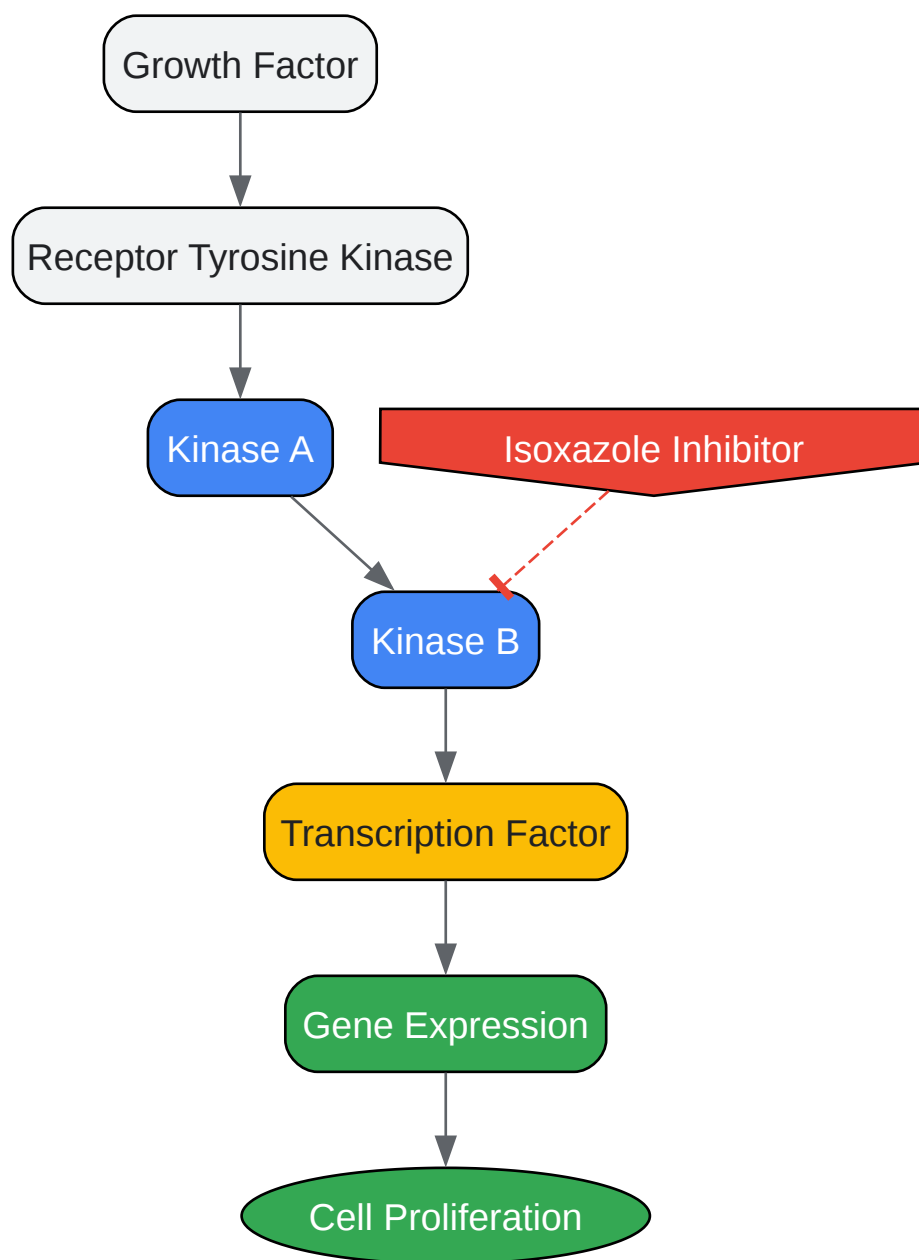 Growth Factor
Receptor Tyrosine Kinase
Kinase A
Isoxazole Inhibitor
Kinase B
Transcription Factor
Gene Expression
Cell Proliferation